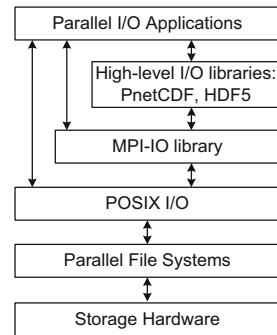 Parallel I/O Applications
High-level I/O libraries:
PnetCDF, HDF5
MPI-IO library
POSIX I/O
Parallel File Systems
Storage Hardware